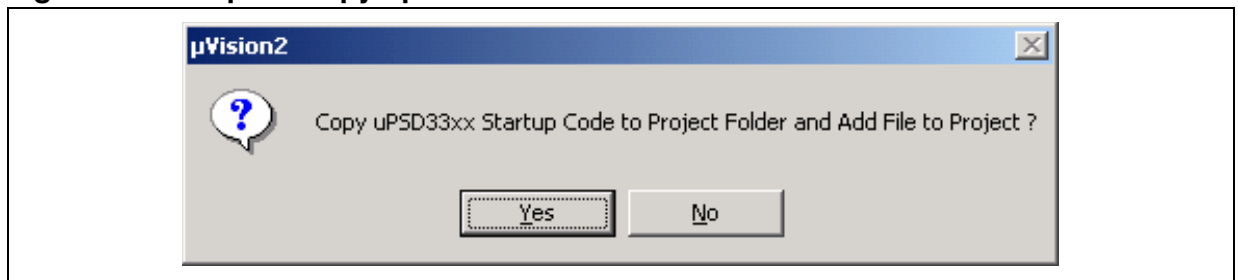 µVision2
Copy uPSD33xx Startup Code to Project Folder and Add File to Project ?
Yes No